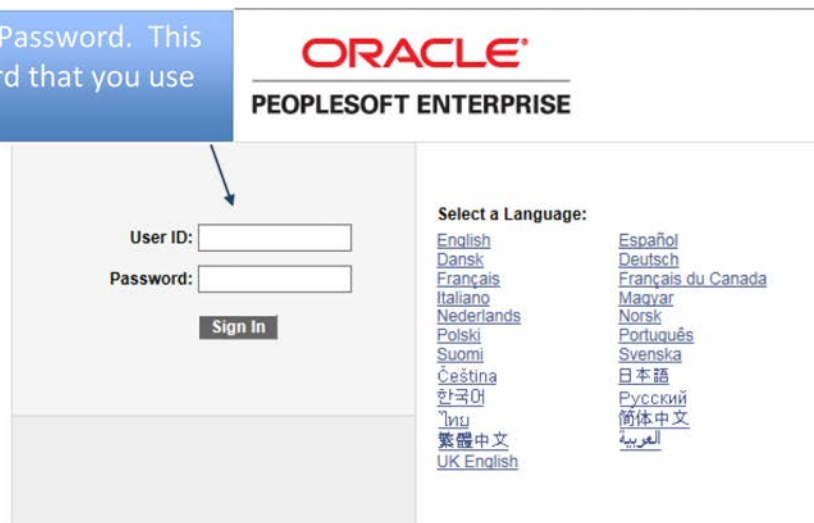 Password. This
rd that you use
ORACLE®
PEOPLESOFT ENTERPRISE
User ID:
Password:
Sign In
Select a Language:
English Español
Dansk Deutsch
Français Français du Canada
Italiano Magyar
Nederlands Norsk
Polski Português
Suomi Svenska
Čeština 日本語
한국어 Русский
ไทย 简体中文
繁體中文 العربية
UK English